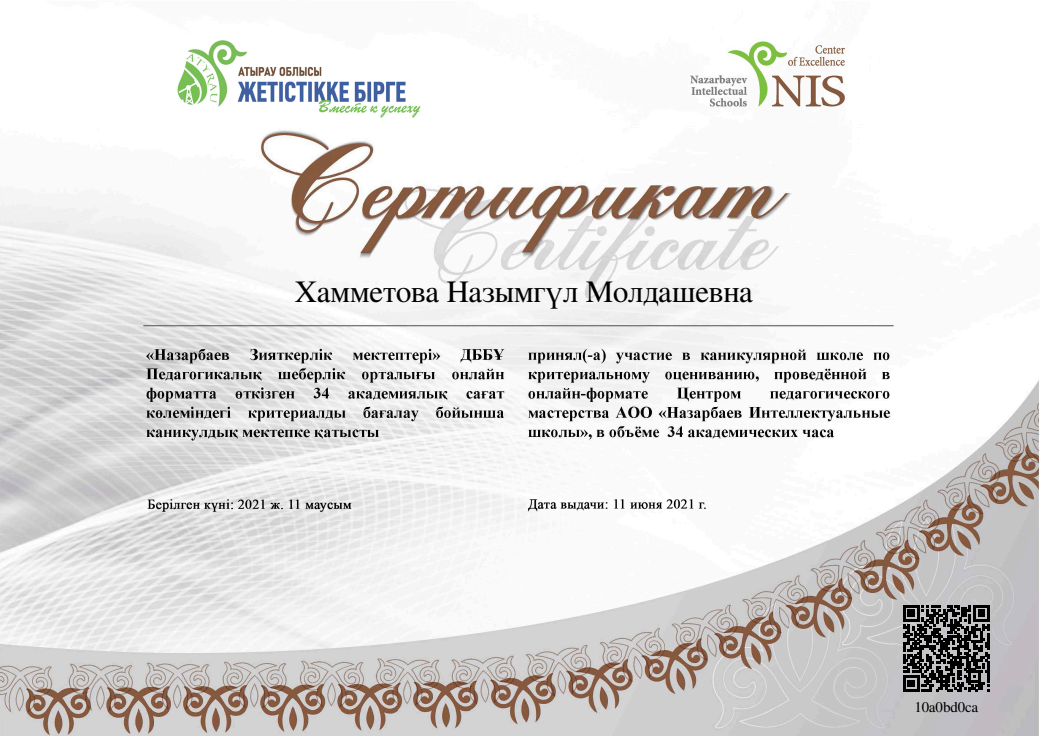 ATYRAU
АТЫРАУ ОБЛЫСЫ
ЖЕТІСТІККЕ БІРГЕ
Вместе к успеху
Center
of Excellence
Nazarbayev
Intellectual
Schools
NIS
Сертификат
Certificate
Хамметова Назымгүл Молдашевна
«Назарбаев Зияткерлік мектептері» ДББҰ
Педагогикалық шеберлік орталығы онлайн
форматта өткізген 34 академиялық сағат
көлеміндегі критериалды бағалау бойынша
каникулдық мектепке қатысты
принял(-а) участие в каникулярной школе по
критериальному оцениванию, проведённой в
онлайн-формате Центром педагогического
мастерства АОО «Назарбаев Интеллектуальные
школы», в объёме 34 академических часа
Берілген күні: 2021 ж. 11 маусым
Дата выдачи: 11 июня 2021 г.
10a0bd0ca